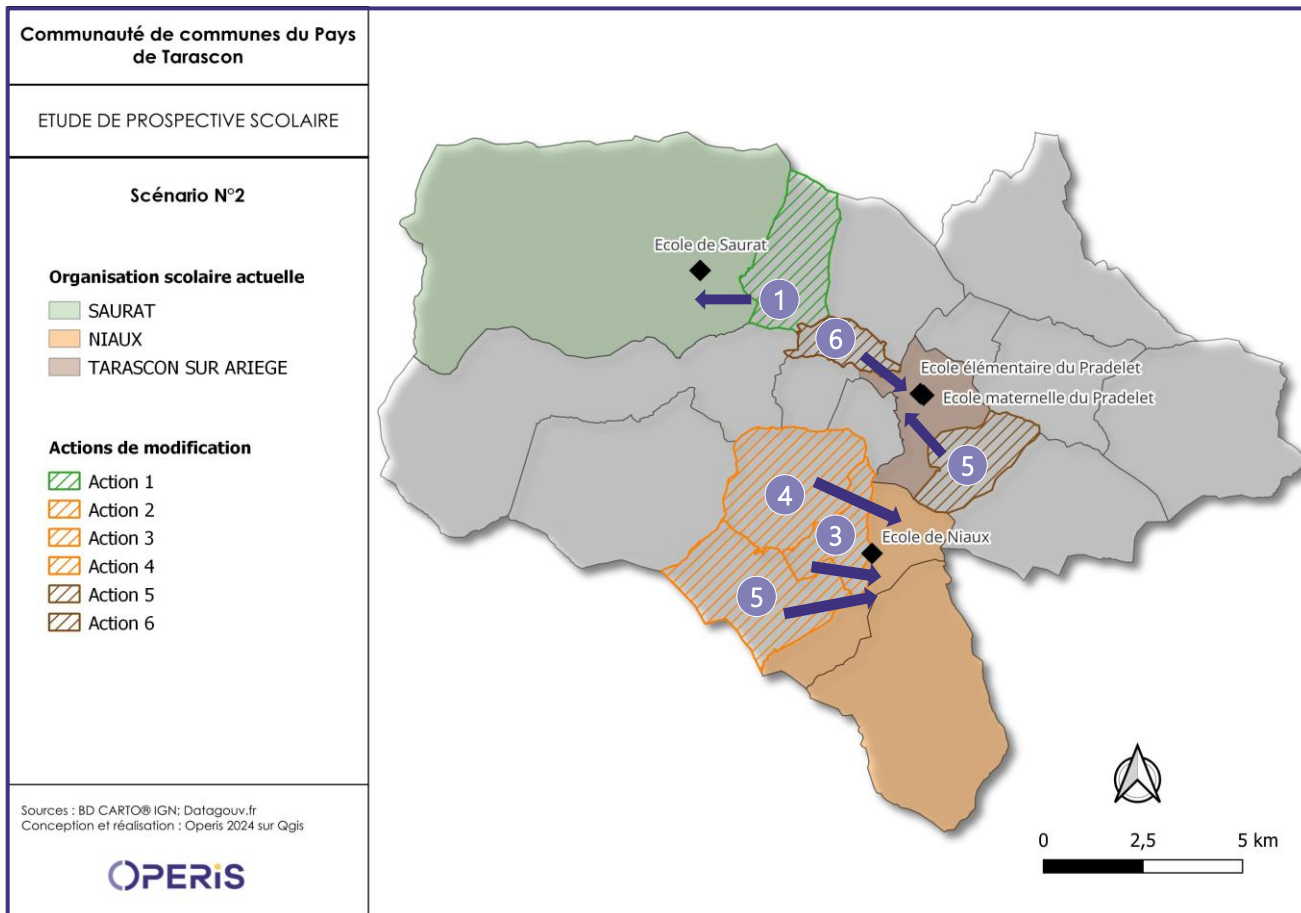 Communauté de communes du Pays
de Tarascon
ETUDE DE PROSPECTIVE SCOLAIRE
Scénario N°2
Organisation scolaire actuelle
SAURAT
NIAUX
TARASCON SUR ARIEGE
Actions de modification
Action 1
Action 2
Action 3
Action 4
Action 5
Action 6
Sources : BD CARTO® IGN; Datagouv.fr
Conception et réalisation : Operis 2024 sur Qgis
OPERiS
Ecole de Saurat
1
6
Ecole élémentaire du Pradelet
Ecole maternelle du Pradelet
5
4
3
Ecole de Niaux
5
0 2,5 5 km